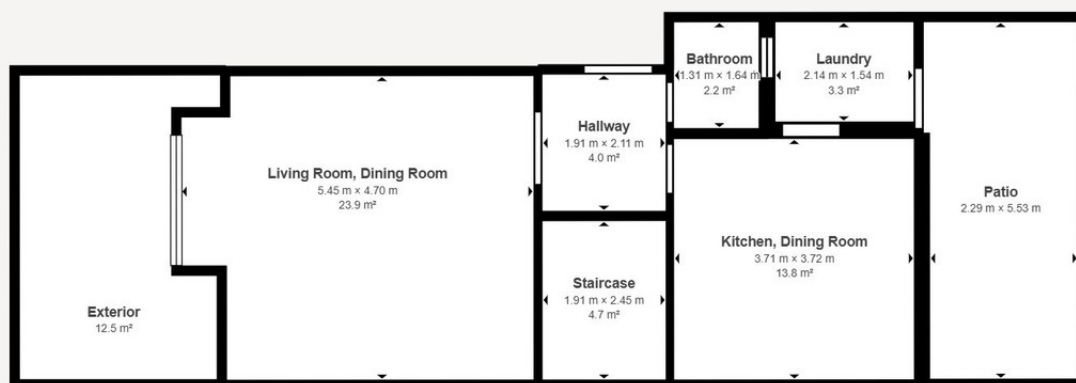 Bathroom
1.31 m × 1.64 m
2.2 m²
Laundry
2.14 m × 1.54 m
3.3 m²
Hallway
1.91 m × 2.11 m
4.0 m²
Living Room, Dining Room
5.45 m × 4.70 m
23.9 m²
Patio
2.29 m × 5.53 m
Kitchen, Dining Room
3.71 m × 3.72 m
13.8 m²
Staircase
1.91 m × 2.45 m
4.7 m²
Exterior
12.5 m²